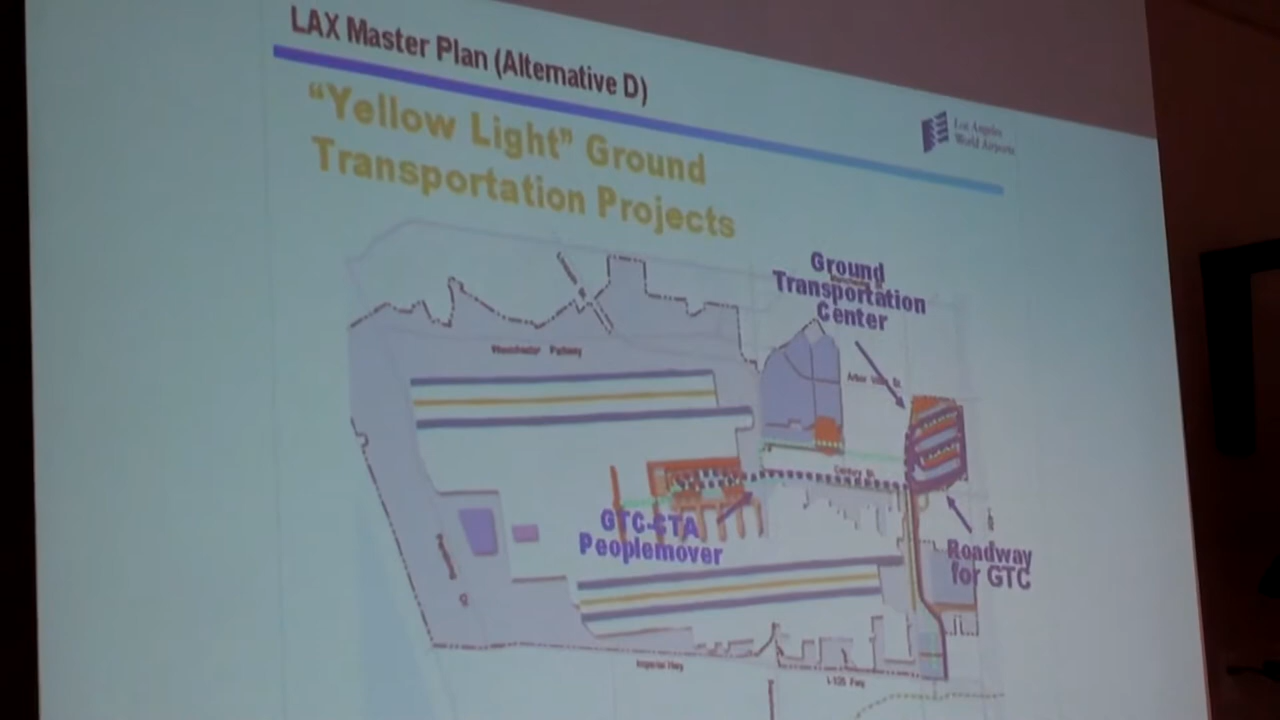 LAX Master Plan (Alternative D)
Los Angeles
World Airports
“Yellow Light” Ground
Transportation Projects
Ground
Transportation
Center
Westchester Parkway
Arbor Vitae St.
Century Bl.
GTC-CTA
Peoplemover
Roadway
for GTC
Imperial Hwy
I-105 Fwy